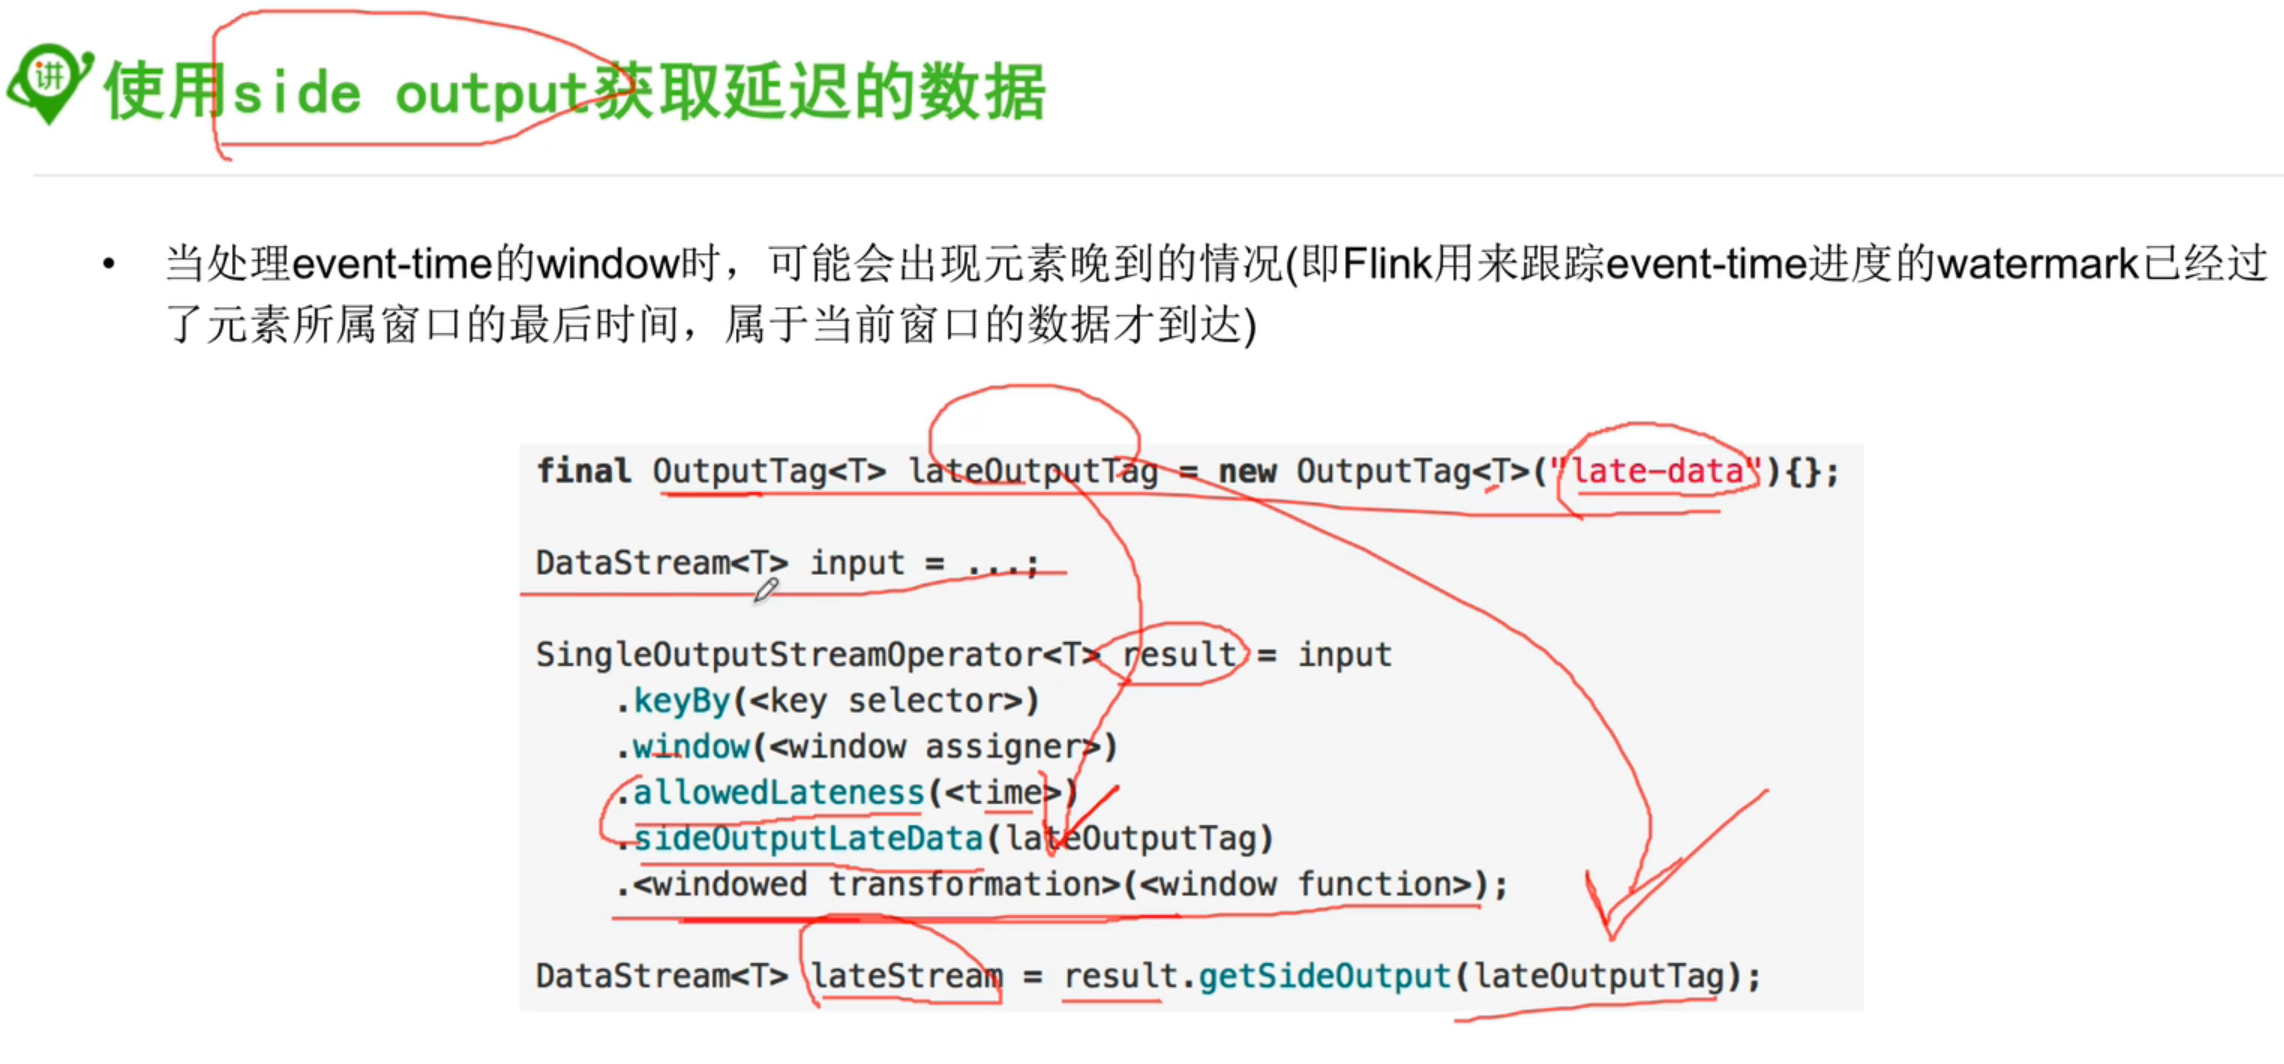 讲
使用side output获取延迟的数据
• 当处理event-time的window时，可能会出现元素晚到的情况(即Flink用来跟踪event-time进度的watermark已经过
了元素所属窗口的最后时间，属于当前窗口的数据才到达)
final OutputTag<T> lateOutputTag = new OutputTag<T>("late-data"){};
DataStream<T> input = ...;
SingleOutputStreamOperator<T> result = input
.keyBy(<key selector>)
.window(<window assigner>)
.allowedLateness(<time>)
.sideOutputLateData(lateOutputTag)
.<windowed transformation>(<window function>);
DataStream<T> lateStream = result.getSideOutput(lateOutputTag);